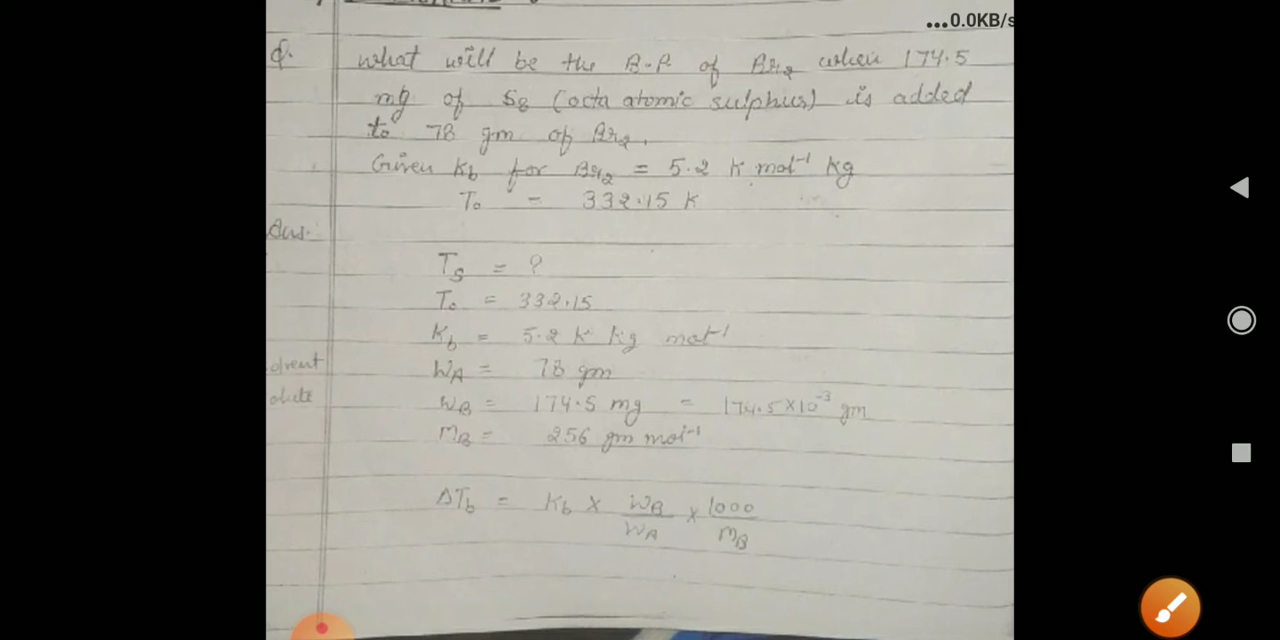 ...0.0KB/s
Q. What will be the B.P of Br2 when 174.5
mg of S8 (octa atomic sulphur) is added
to 78 gm of Br2.
Given Kb for Br2 = 5.2 K mol⁻¹ Kg
T₀ = 332.15 K
Ans.
Ts = ?
T₀ = 332.15
Kb = 5.2 K kg mol⁻¹
WA = 78 gm
WB = 174.5 mg = 174.5×10⁻³ gm
MB = 256 gm mol⁻¹
ΔTb = Kb × WB/WA × 1000/MB